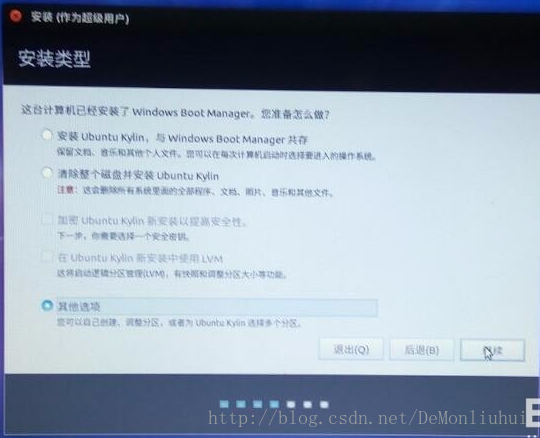 安装 (作为超级用户)
安装类型
这台计算机已经安装了 Windows Boot Manager。您准备怎么做?
安装 Ubuntu Kylin，与 Windows Boot Manager 共存
保留文档、音乐和其他个人文件。您可以在每次计算机启动时选择要进入的操作系统。
清除整个磁盘并安装 Ubuntu Kylin
注意：这会删除所有系统里面的全部程序、文档、照片、音乐和其他文件。
加密 Ubuntu Kylin 新安装以提高安全性。
下一步，你需要选择一个安全密钥。
在 Ubuntu Kylin 新安装中使用 LVM
这将启动逻辑分区管理(LVM)，有快照和调整分区大小等功能。
其他选项
您可以自己创建、调整分区，或者为 Ubuntu Kylin 选择多个分区。
退出(Q) 后退(B) 继续
http://blog.csdn.net/DeMonliuhui